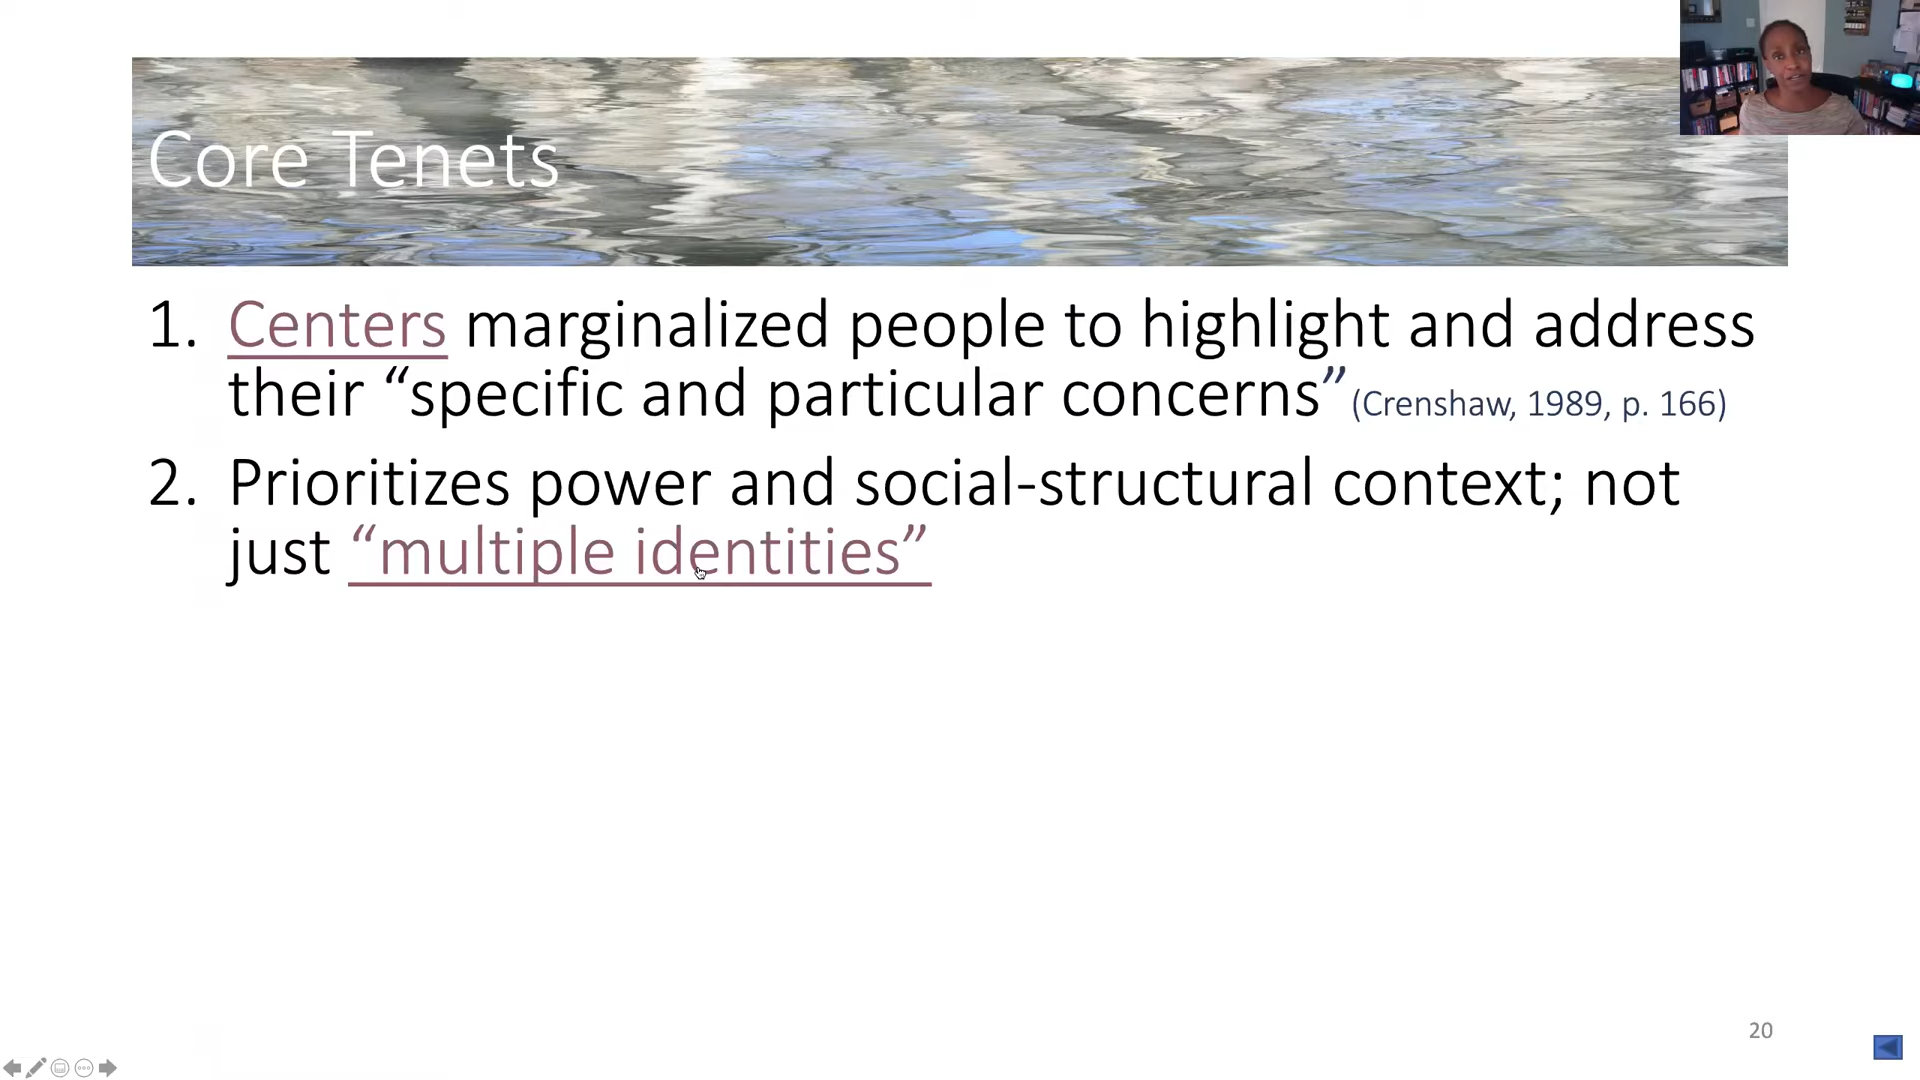 Core Tenets
1. Centers marginalized people to highlight and address
their “specific and particular concerns” (Crenshaw, 1989, p. 166)
2. Prioritizes power and social-structural context; not
just “multiple identities”
20